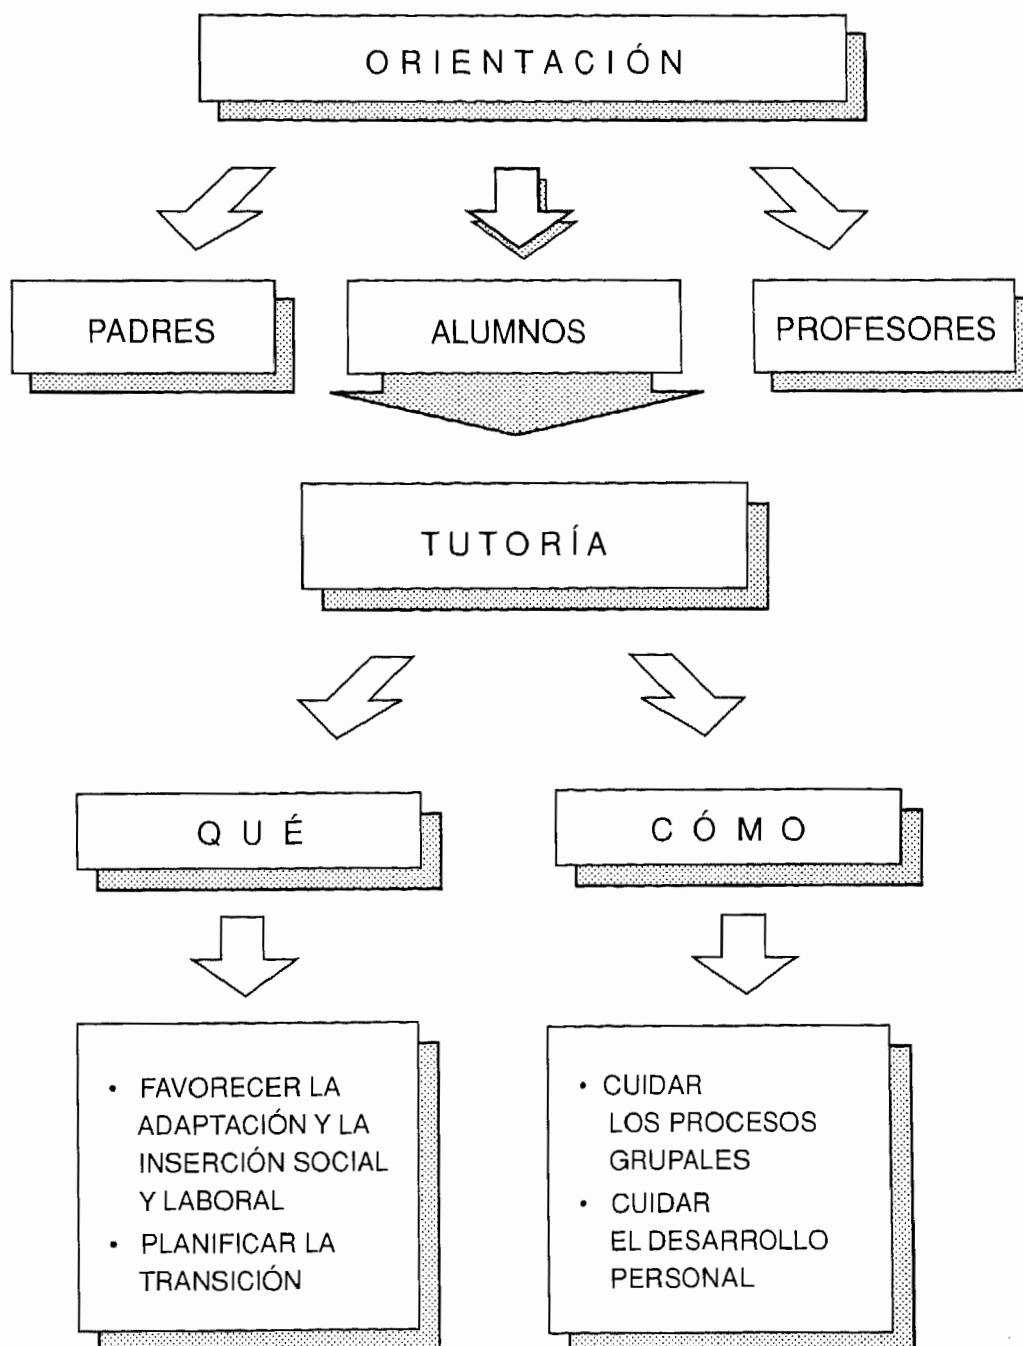 ORIENTACIÓN
PADRES
ALUMNOS
PROFESORES
TUTORÍA
QUÉ
CÓMO
• FAVORECER LA
ADAPTACIÓN Y LA
INSERCIÓN SOCIAL
Y LABORAL
• PLANIFICAR LA
TRANSICIÓN
• CUIDAR
LOS PROCESOS
GRUPALES
• CUIDAR
EL DESARROLLO
PERSONAL